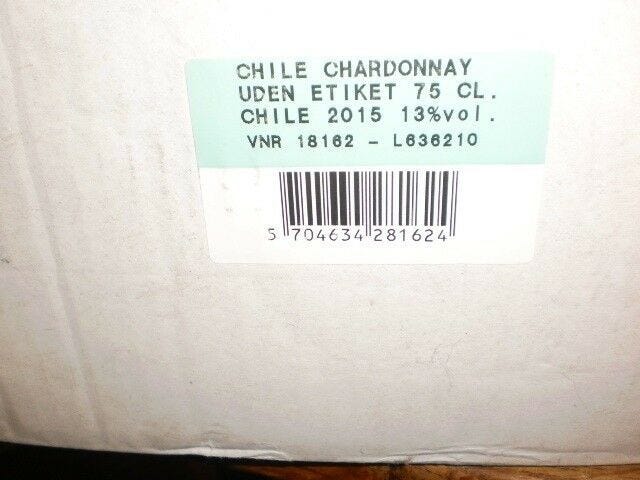 CHILE CHARDONNAY
UDEN ETIKET 75 CL.
CHILE 2015 13%vol.
VNR 18162 - L636210
5 704634 281624